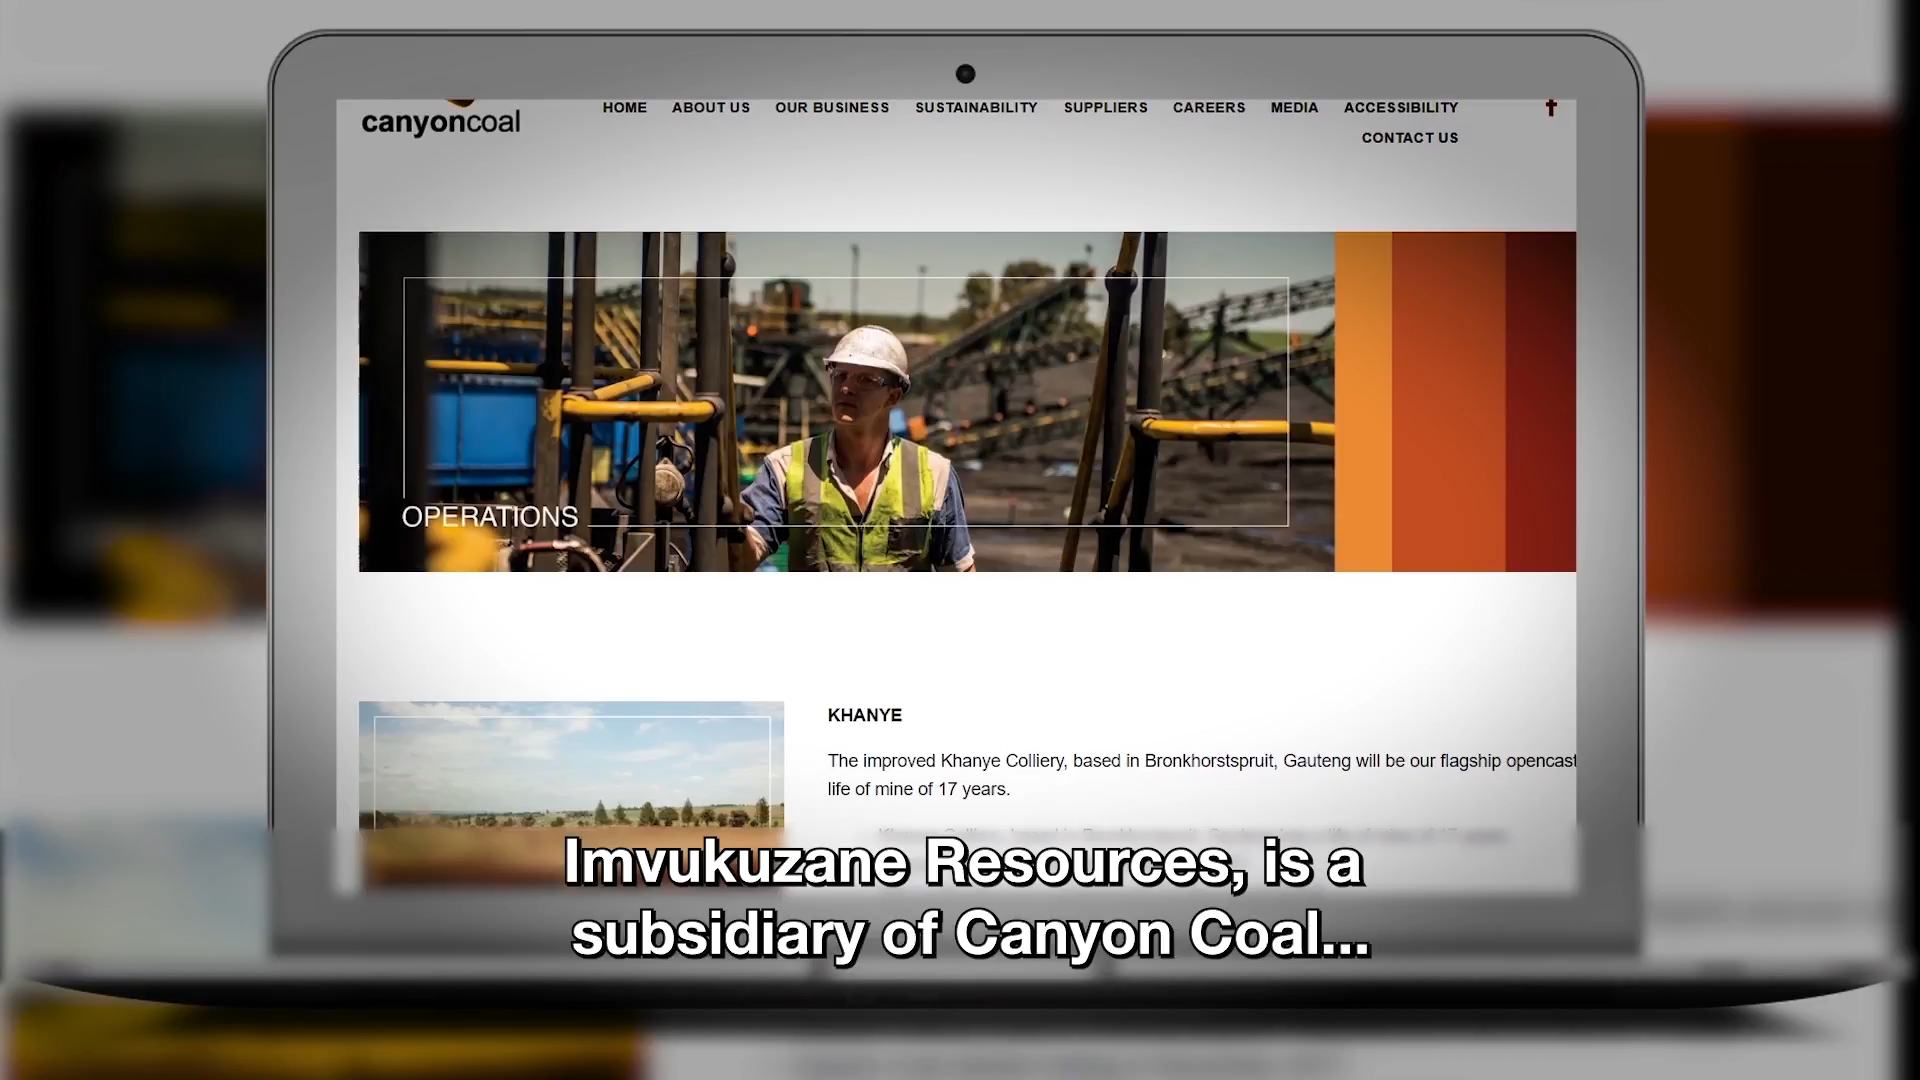 canyoncoal
HOME ABOUT US OUR BUSINESS SUSTAINABILITY SUPPLIERS CAREERS MEDIA ACCESSIBILITY
CONTACT US
OPERATIONS
KHANYE
The improved Khanye Colliery, based in Bronkhorstspruit, Gauteng will be our flagship opencast
life of mine of 17 years.
Imvukuzane Resources, is a
subsidiary of Canyon Coal...